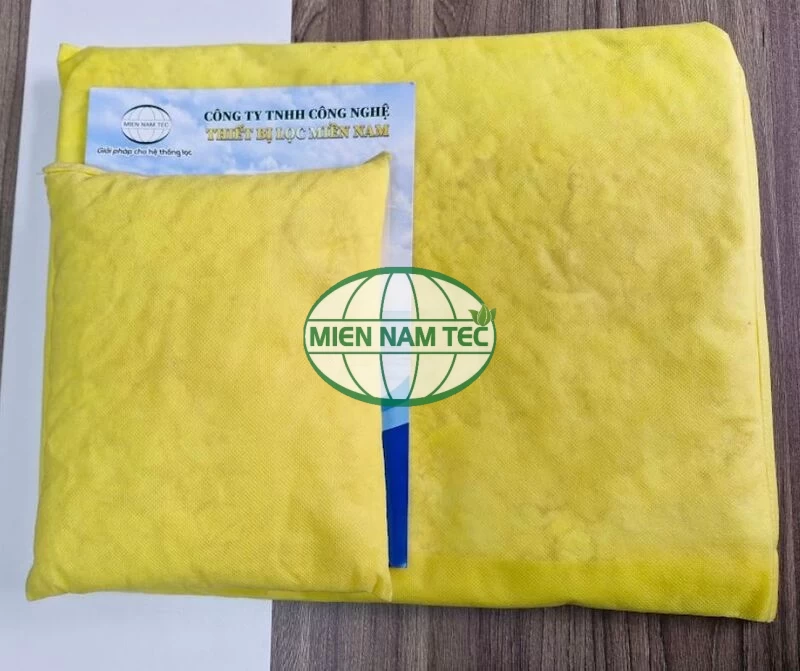 MIEN NAM TEC
Giải pháp cho hệ thống lọc
CÔNG TY TNHH CÔNG NGHỆ
THIẾT BỊ LỌC MIỀN NAM
MIEN NAM TEC